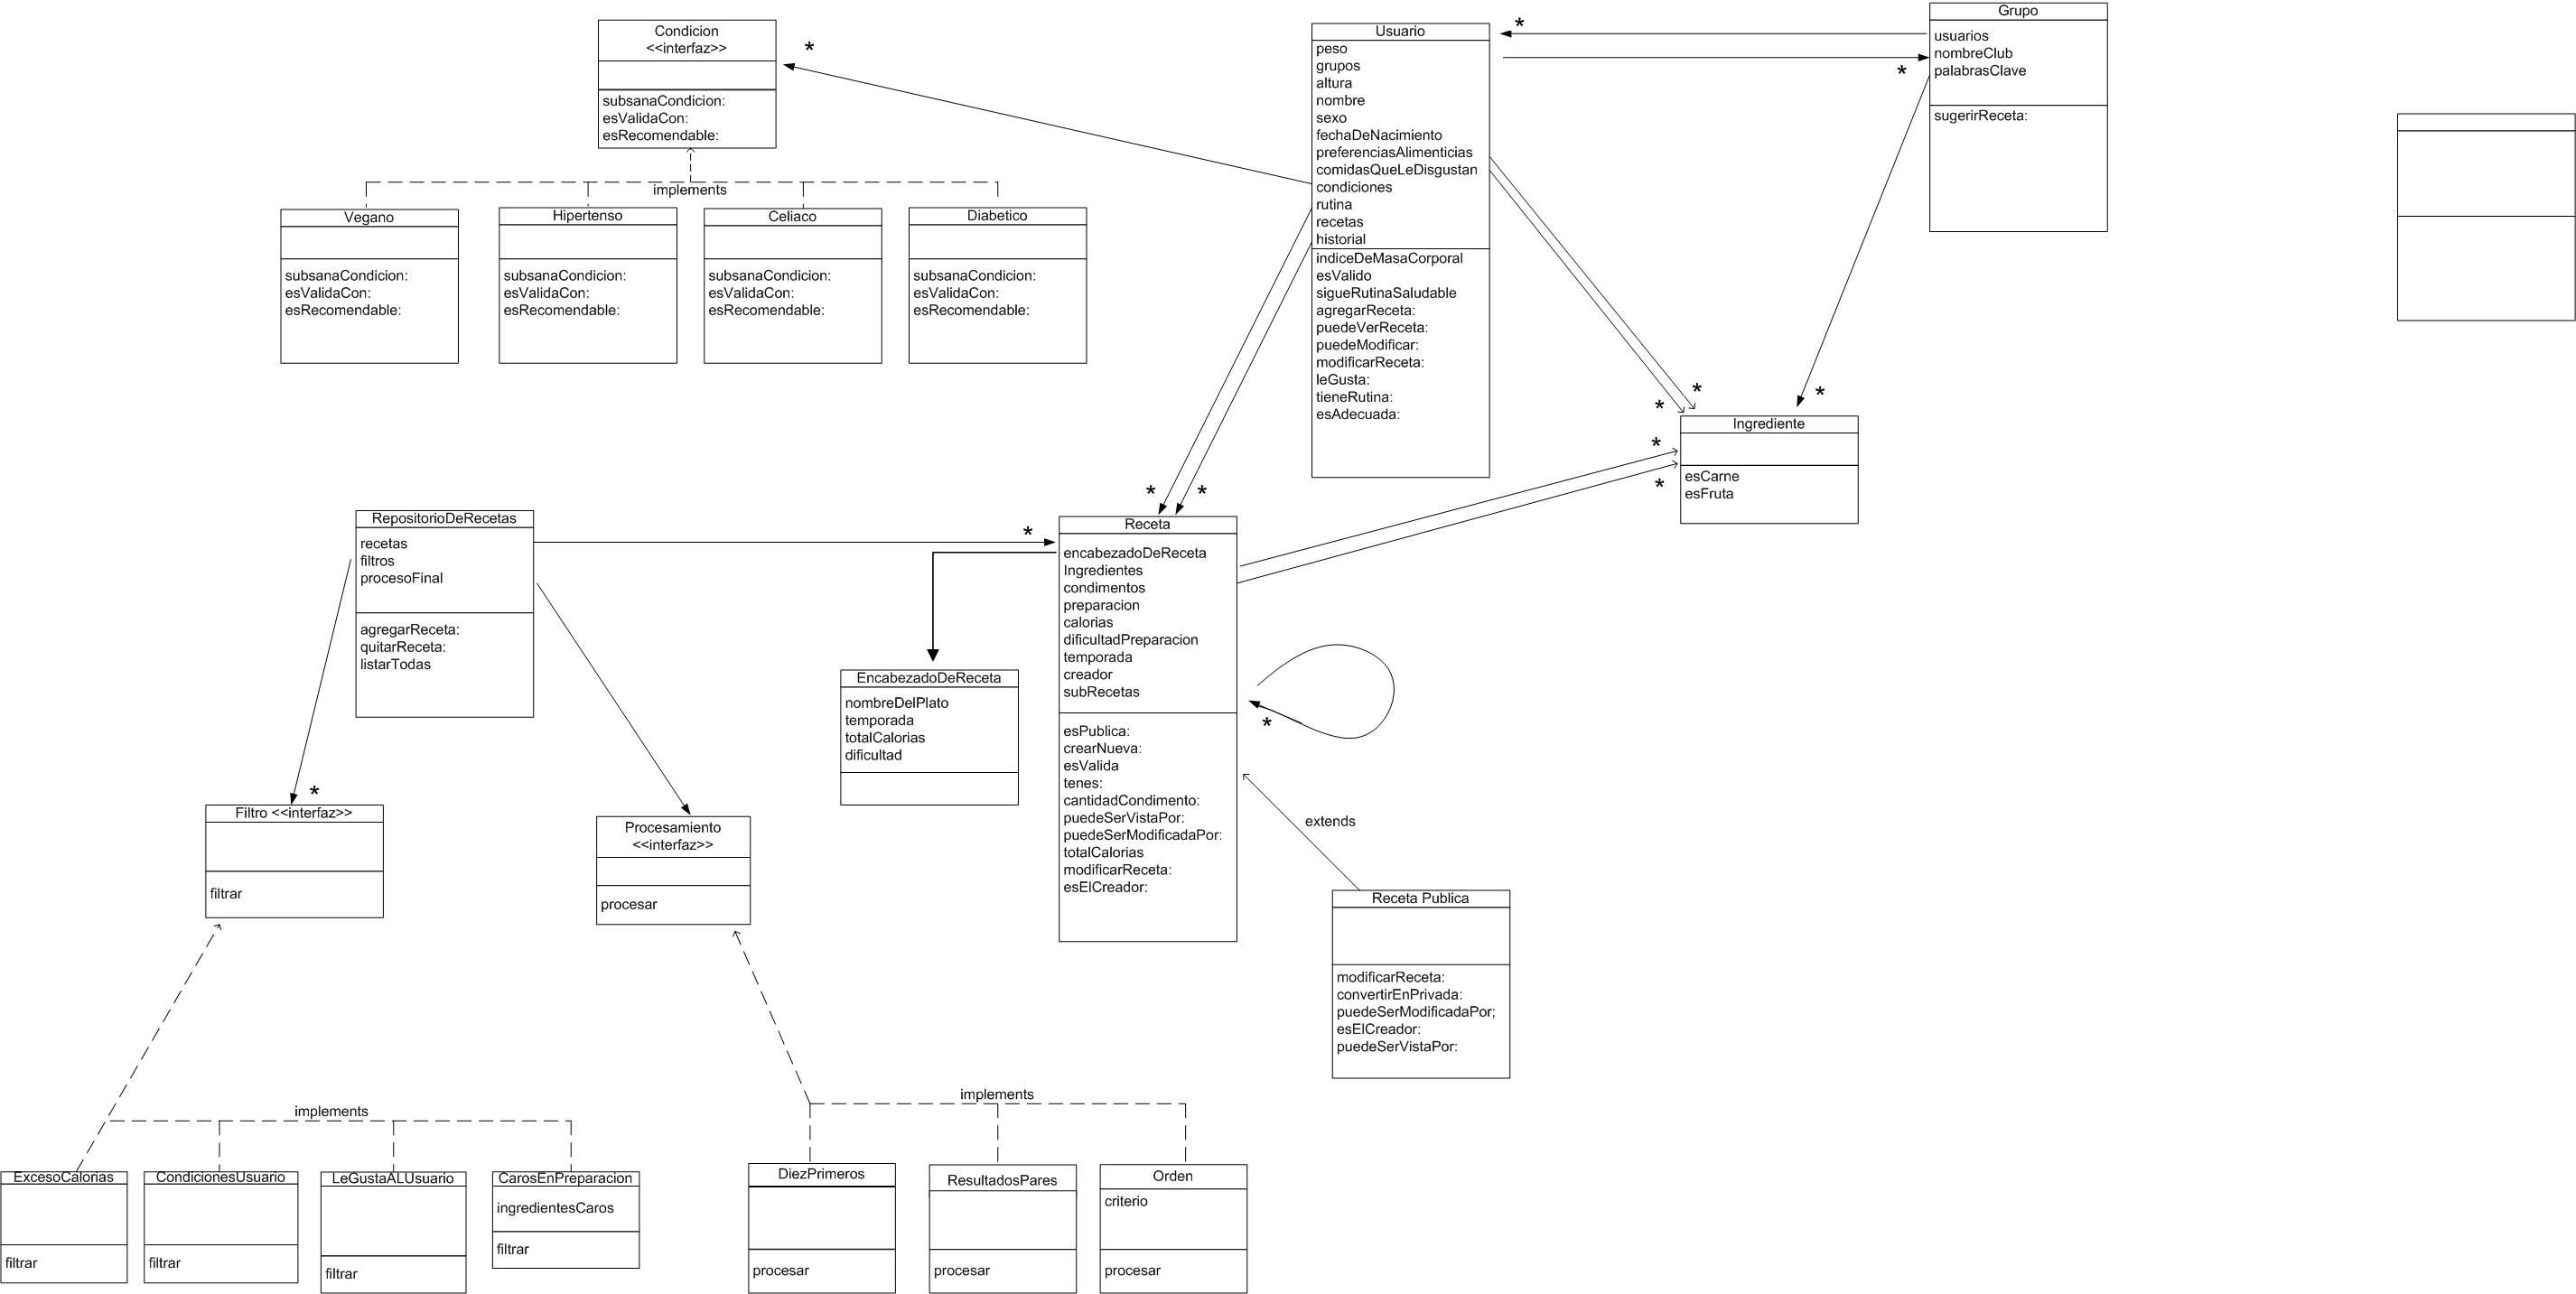 Condicion
<<interfaz>>
subsanaCondicion:
esValidaCon:
esRecomendable:
*
implements
Vegano
subsanaCondicion:
esValidaCon:
esRecomendable:
Hipertenso
subsanaCondicion:
esValidaCon:
esRecomendable:
Celiaco
subsanaCondicion:
esValidaCon:
esRecomendable:
Diabetico
subsanaCondicion:
esValidaCon:
esRecomendable:
Usuario
peso
grupos
altura
nombre
sexo
fechaDeNacimiento
preferenciasAlimenticias
comidasQueLeDisgustan
condiciones
rutina
recetas
historial
indiceDeMasaCorporal
esValido
sigueRutinaSaludable
agregarReceta:
puedeVerReceta:
puedeModificar:
modificarReceta:
leGusta:
tieneRutina:
esAdecuada:
*
*
Grupo
usuarios
nombreClub
palabrasClave
sugerirReceta:
*
*
*
Ingrediente
esCarne
esFruta
*
*
*
*
RepositorioDeRecetas
recetas
filtros
procesoFinal
agregarReceta:
quitarReceta:
listarTodas
*
Receta
encabezadoDeReceta
Ingredientes
condimentos
preparacion
calorias
dificultadPreparacion
temporada
creador
subRecetas
esPublica:
crearNueva:
esValida
tenes:
cantidadCondimento:
puedeSerVistaPor:
puedeSerModificadaPor:
totalCalorias
modificarReceta:
esElCreador:
*
EncabezadoDeReceta
nombreDelPlato
temporada
totalCalorias
dificultad
*
Filtro <<interfaz>>
filtrar
Procesamiento
<<interfaz>>
procesar
extends
Receta Publica
modificarReceta:
convertirEnPrivada:
puedeSerModificadaPor;
esElCreador:
puedeSerVistaPor:
implements
ExcesoCalorias
filtrar
CondicionesUsuario
filtrar
LeGustaALUsuario
filtrar
CarosEnPreparacion
ingredientesCaros
filtrar
implements
DiezPrimeros
procesar
ResultadosPares
procesar
Orden
criterio
procesar